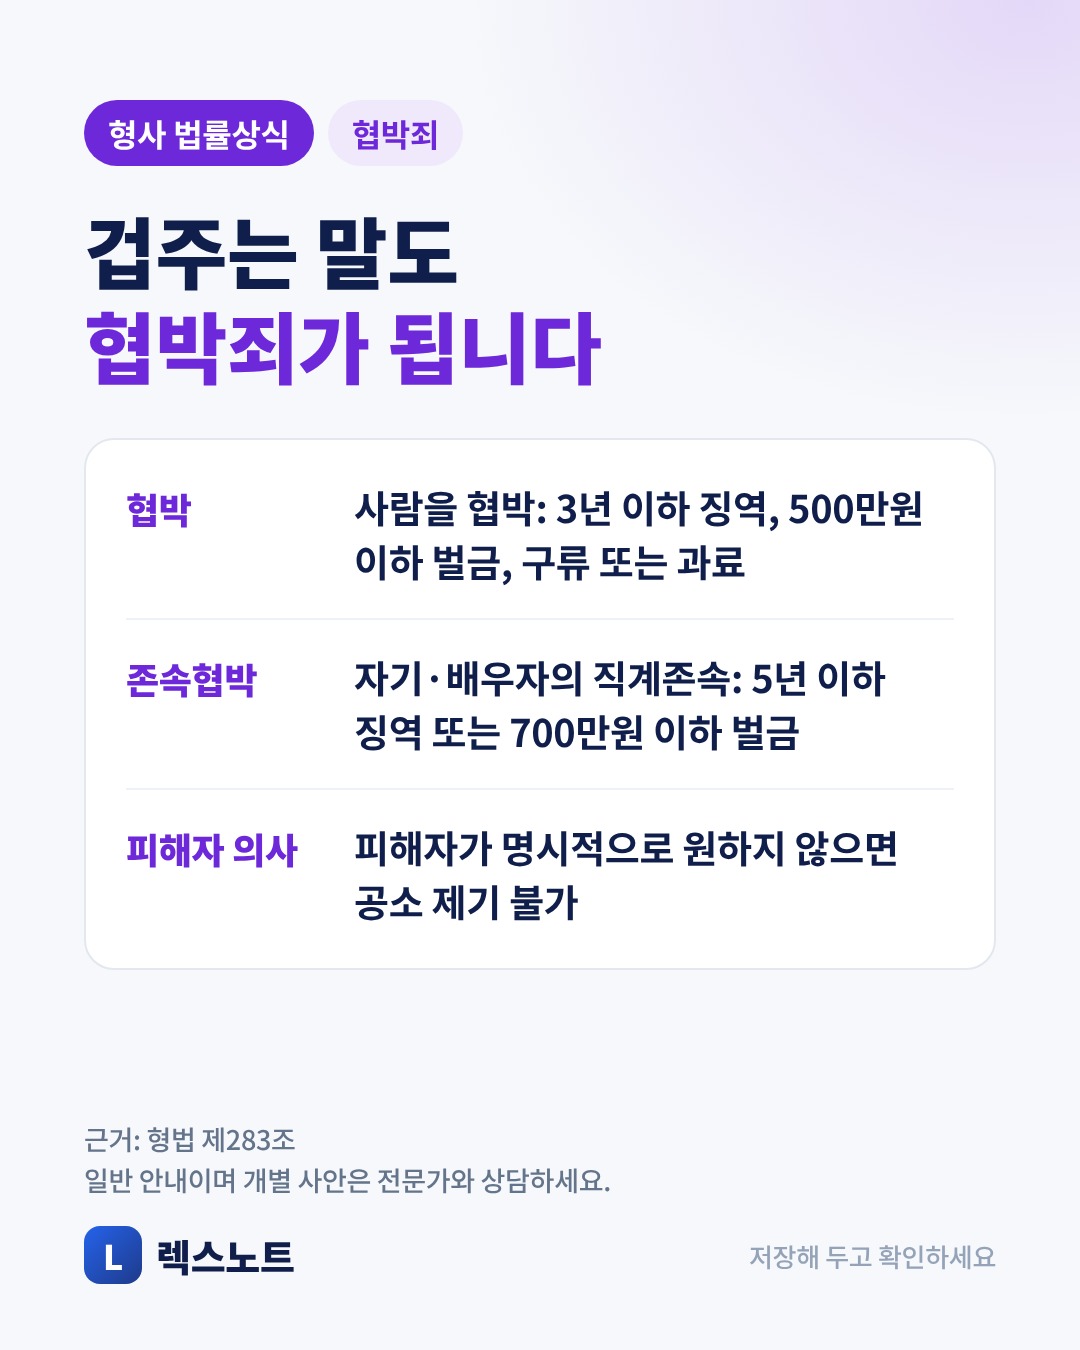 형사 법률상식
협박죄
겁주는 말도
협박죄가 됩니다
협박
사람을 협박: 3년 이하 징역, 500만원
이하 벌금, 구류 또는 과료
존속협박
자기·배우자의 직계존속: 5년 이하
징역 또는 700만원 이하 벌금
피해자 의사
피해자가 명시적으로 원하지 않으면
공소 제기 불가
근거: 형법 제283조
일반 안내이며 개별 사안은 전문가와 상담하세요.
L 렉스노트
저장해 두고 확인하세요